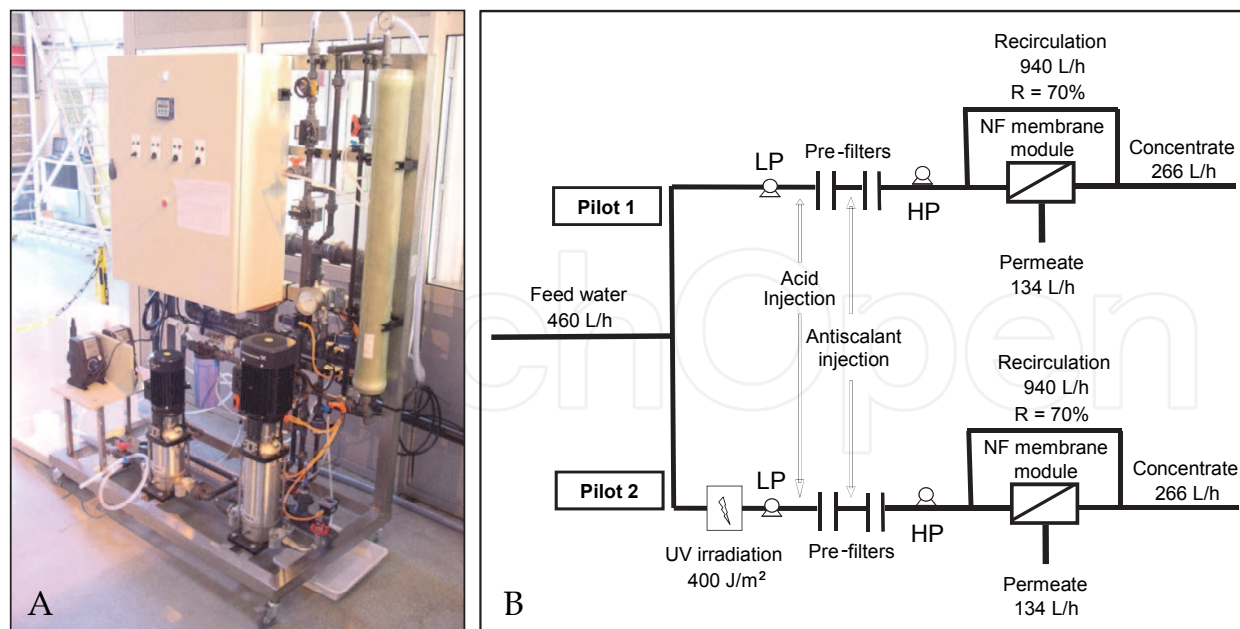 A
B
Recirculation
940 L/h
R = 70%
NF membrane
module
Concentrate
266 L/h
Pre-filters
LP
HP
Pilot 1
Permeate
134 L/h
Acid
Injection
Feed water
460 L/h
Antiscalant
injection
Recirculation
940 L/h
R = 70%
NF membrane
module
Concentrate
266 L/h
Pilot 2
LP
HP
UV irradiation
400 J/m²
Pre-filters
Permeate
134 L/h